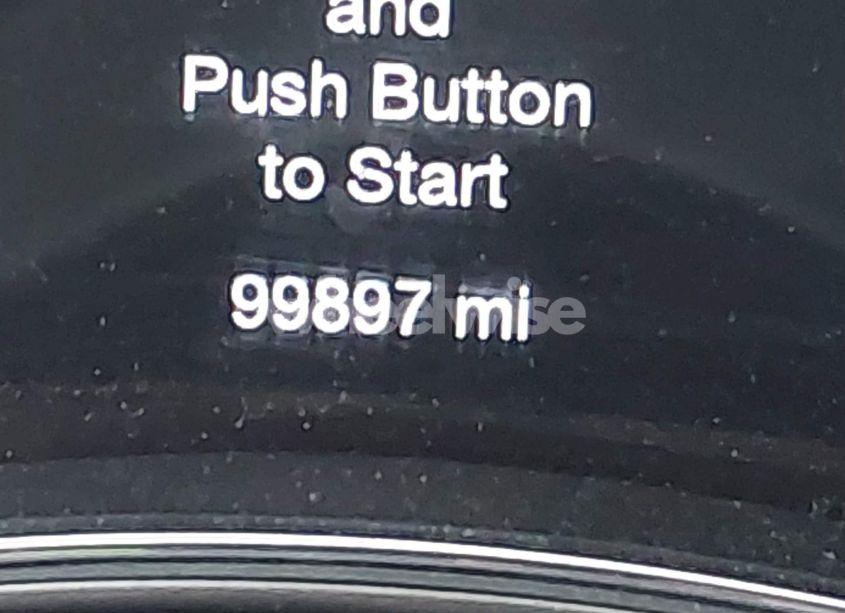 and
Push Button
to Start
99897 mi